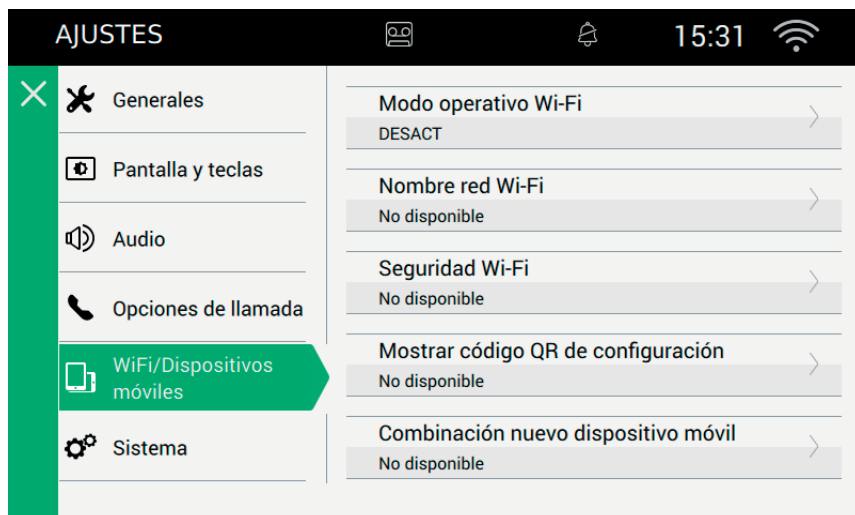 AJUSTES
15:31
Generales
Pantalla y teclas
Audio
Opciones de llamada
WiFi/Dispositivos
móviles
Sistema
Modo operativo Wi-Fi
DESACT
Nombre red Wi-Fi
No disponible
Seguridad Wi-Fi
No disponible
Mostrar código QR de configuración
No disponible
Combinación nuevo dispositivo móvil
No disponible